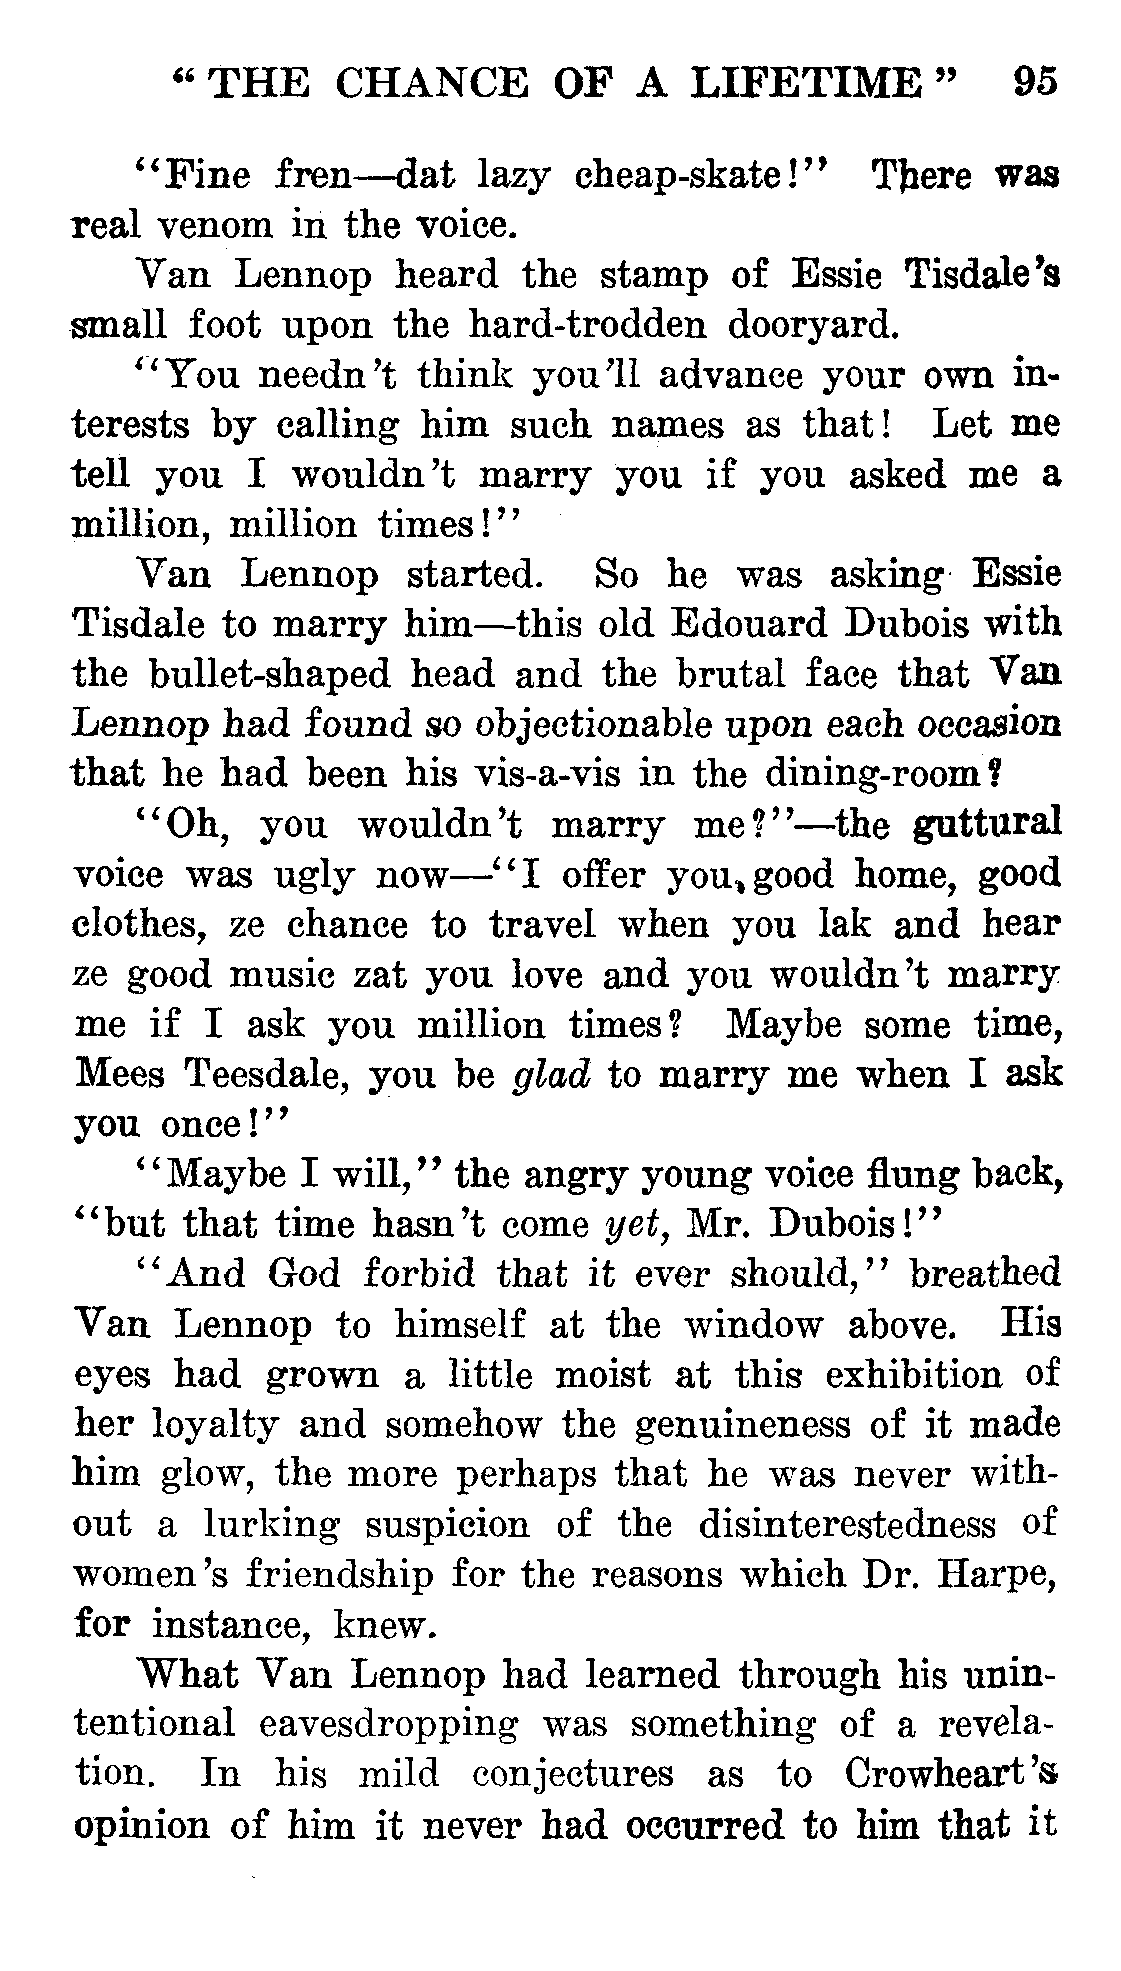 “THE CHANCE OF A LIFETIME” 95
“Fine fren—dat lazy cheap-skate!” There was
real venom in the voice.
Van Lennop heard the stamp of Essie Tisdale’s
small foot upon the hard-trodden dooryard.
“You needn’t think you’ll advance your own in-
terests by calling him such names as that! Let me
tell you I wouldn’t marry you if you asked me a
million, million times!”
Van Lennop started. So he was asking Essie
Tisdale to marry him—this old Edouard Dubois with
the bullet-shaped head and the brutal face that Van
Lennop had found so objectionable upon each occasion
that he had been his vis-a-vis in the dining-room?
“Oh, you wouldn’t marry me?”—the guttural
voice was ugly now—“I offer you, good home, good
clothes, ze chance to travel when you lak and hear
ze good music zat you love and you wouldn’t marry
me if I ask you million times? Maybe some time,
Mees Teesdale, you be glad to marry me when I ask
you once!”
“Maybe I will,” the angry young voice flung back,
“but that time hasn’t come yet, Mr. Dubois!”
“And God forbid that it ever should,” breathed
Van Lennop to himself at the window above. His
eyes had grown a little moist at this exhibition of
her loyalty and somehow the genuineness of it made
him glow, the more perhaps that he was never with-
out a lurking suspicion of the disinterestedness of
women’s friendship for the reasons which Dr. Harpe,
for instance, knew.
What Van Lennop had learned through his unin-
tentional eavesdropping was something of a revela-
tion. In his mild conjectures as to Crowheart’s
opinion of him it never had occurred to him that it